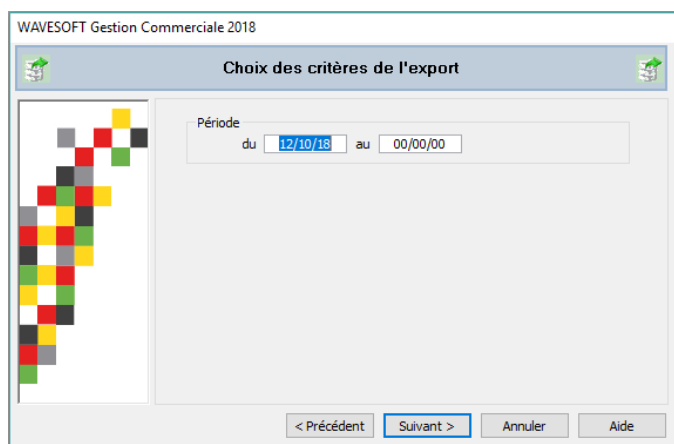 WAVESOFT Gestion Commerciale 2018
Choix des critères de l'export
Période
du 12/10/18 au 00/00/00
< Précédent Suivant > Annuler Aide